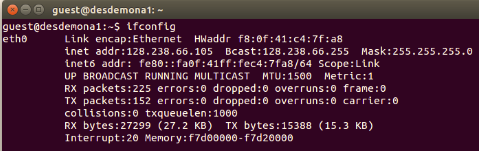 guest@desdemona1: ~
guest@desdemona1:~$ ifconfig
eth0      Link encap:Ethernet  HWaddr f8:0f:41:c4:7f:a8
          inet addr:128.238.66.105  Bcast:128.238.66.255  Mask:255.255.255.0
          inet6 addr: fe80::fa0f:41ff:fec4:7fa8/64 Scope:Link
          UP BROADCAST RUNNING MULTICAST  MTU:1500  Metric:1
          RX packets:225 errors:0 dropped:0 overruns:0 frame:0
          TX packets:152 errors:0 dropped:0 overruns:0 carrier:0
          collisions:0 txqueuelen:1000
          RX bytes:27299 (27.2 KB)  TX bytes:15388 (15.3 KB)
          Interrupt:20 Memory:f7d00000-f7d20000